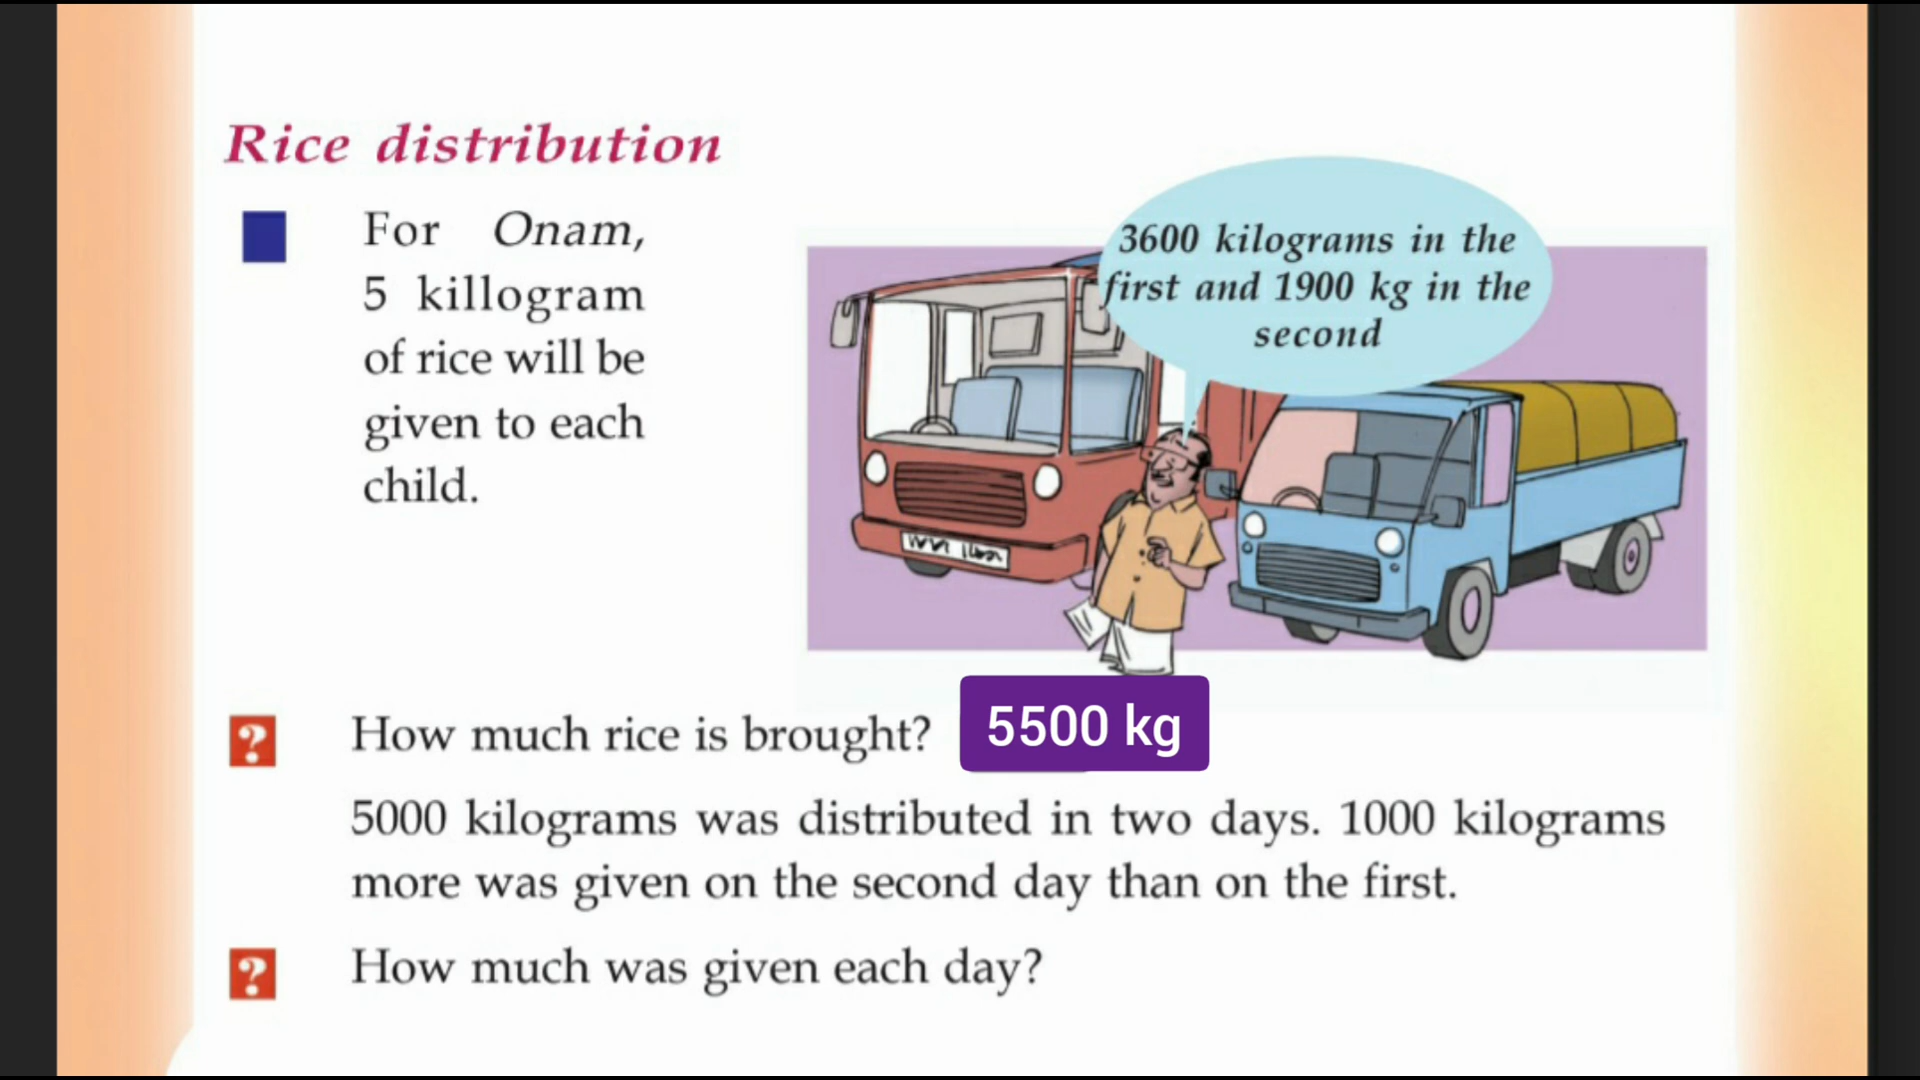 Rice distribution
For Onam,
5 killogram
of rice will be
given to each
child.
3600 kilograms in the
first and 1900 kg in the
second
? How much rice is brought? 5500 kg
5000 kilograms was distributed in two days. 1000 kilograms
more was given on the second day than on the first.
? How much was given each day?